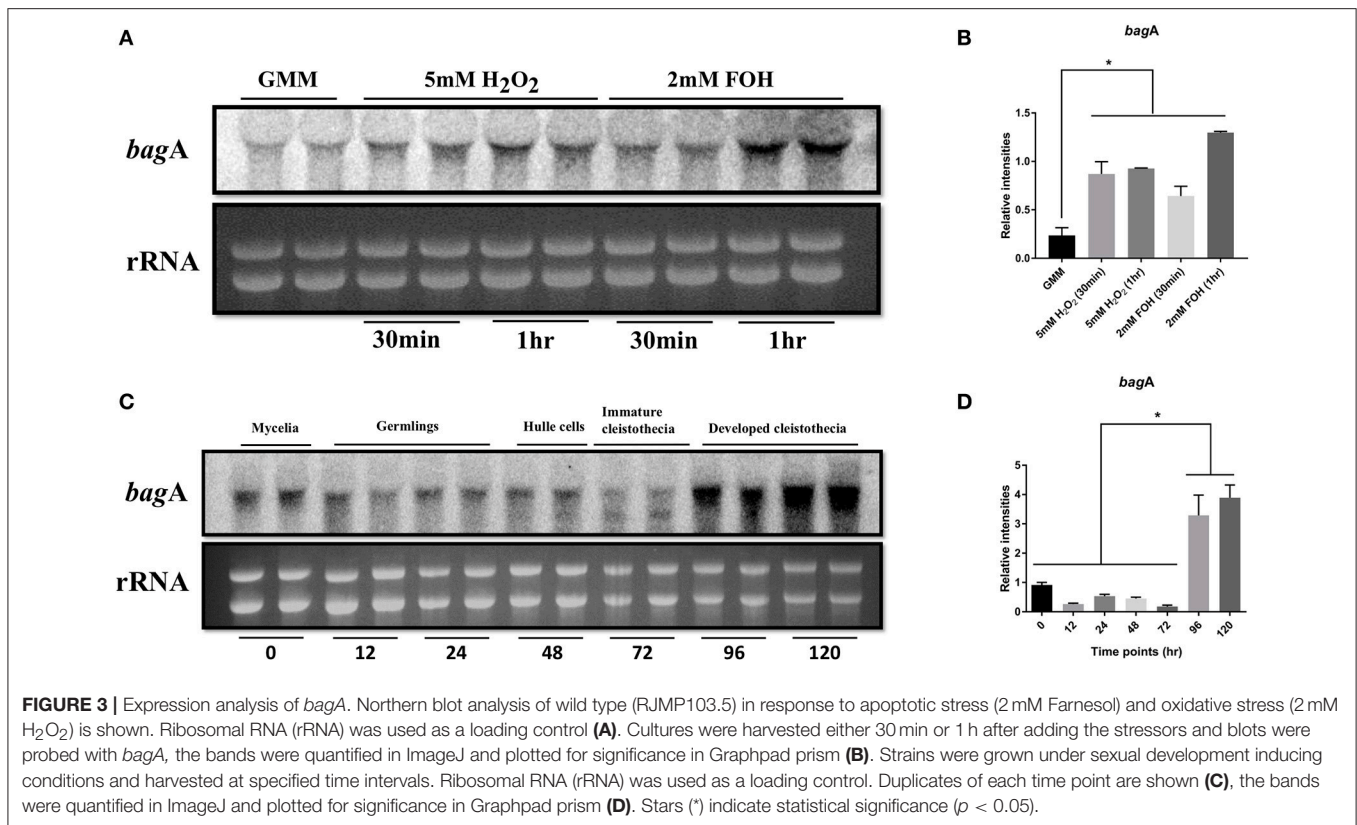 A
GMM 5mM H2O2 2mM FOH
bagA
rRNA
30min 1hr 30min 1hr
B
bagA
*
Relative intensities
1.5
1.0
0.5
0.0
GMM
5mM H2O2 (30min)
5mM H2O2 (1hr)
2mM FOH (30min)
2mM FOH (1hr)
C
Mycelia Germlings Hulle cells Immature cleistothecia Developed cleistothecia
bagA
rRNA
0 12 24 48 72 96 120
D
bagA
*
Relative intensities
5
4
3
2
1
0
0 12 24 48 72 96 120
Time points (hr)
FIGURE 3 | Expression analysis of bagA. Northern blot analysis of wild type (RJMP103.5) in response to apoptotic stress (2 mM Farnesol) and oxidative stress (2 mM
H2O2) is shown. Ribosomal RNA (rRNA) was used as a loading control (A). Cultures were harvested either 30 min or 1 h after adding the stressors and blots were
probed with bagA, the bands were quantified in ImageJ and plotted for significance in Graphpad prism (B). Strains were grown under sexual development inducing
conditions and harvested at specified time intervals. Ribosomal RNA (rRNA) was used as a loading control. Duplicates of each time point are shown (C), the bands
were quantified in ImageJ and plotted for significance in Graphpad prism (D). Stars (*) indicate statistical significance (p < 0.05).